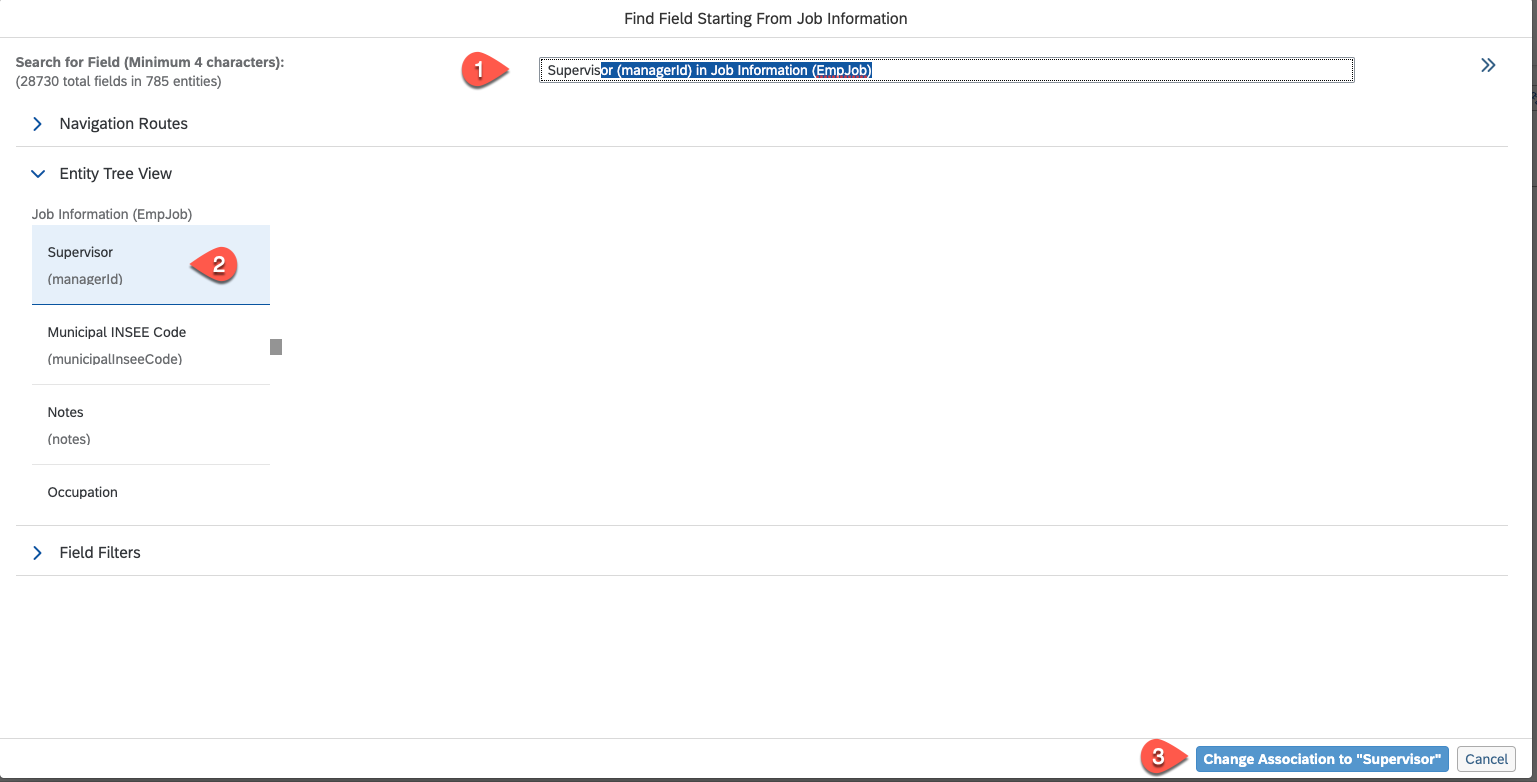 Find Field Starting From Job Information
Search for Field (Minimum 4 characters):
(28730 total fields in 785 entities)
1
Supervisor (managerId) in Job Information (EmpJob)
Navigation Routes
Entity Tree View
Job Information (EmpJob)
Supervisor
(managerId)
2
Municipal INSEE Code
(municipalInseeCode)
Notes
(notes)
Occupation
Field Filters
3
Change Association to "Supervisor"
Cancel